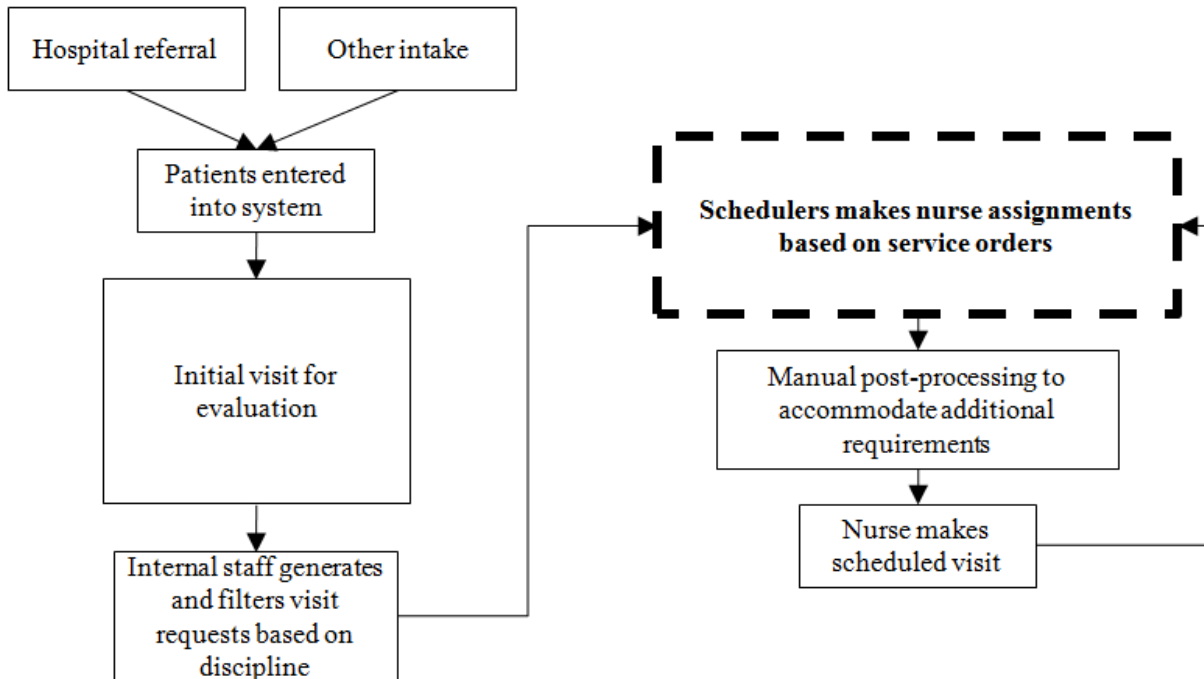 Hospital referral
Other intake
Patients entered
into system
Initial visit for
evaluation
Internal staff generates
and filters visit
requests based on
discipline
Schedulers makes nurse assignments
based on service orders
Manual post-processing to
accommodate additional
requirements
Nurse makes
scheduled visit